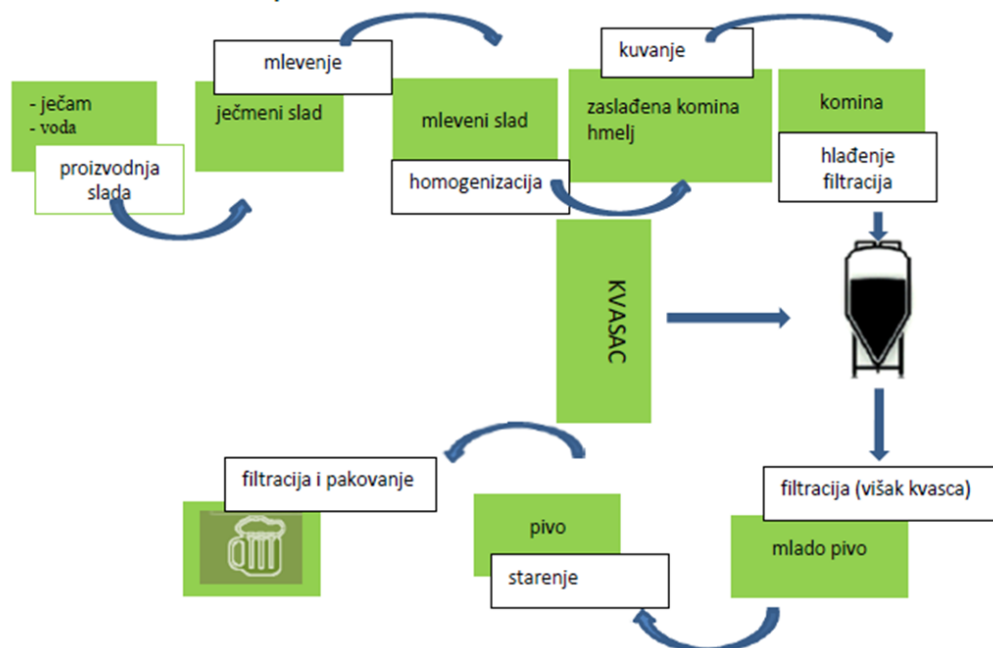 - ječam
- voda
proizvodnja
slada
mlevenje
ječmeni slad
mleveni slad
homogenizacija
kuvanje
zaslađena komina
hmelj
komina
hlađenje
filtracija
KVASAC
filtracija (višak kvasca)
mlado pivo
pivo
starenje
filtracija i pakovanje